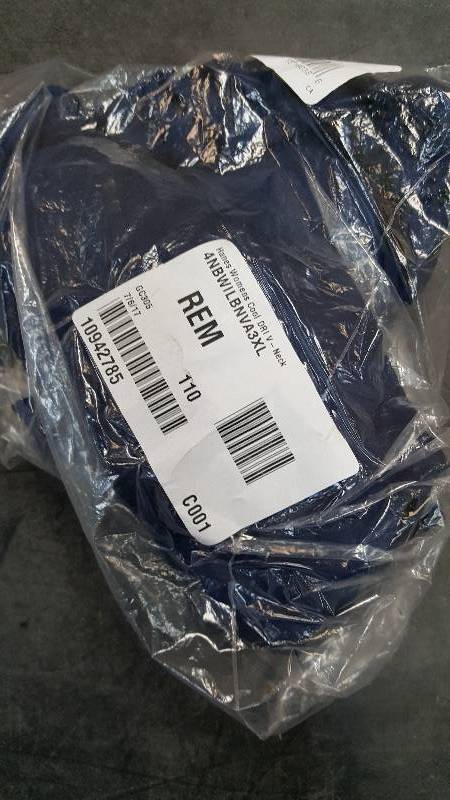 Hanes Womens Cool DRI V - Neck
4NBWILBNVA3XL
REM
GC305
7/6/17
10942785
110
C001